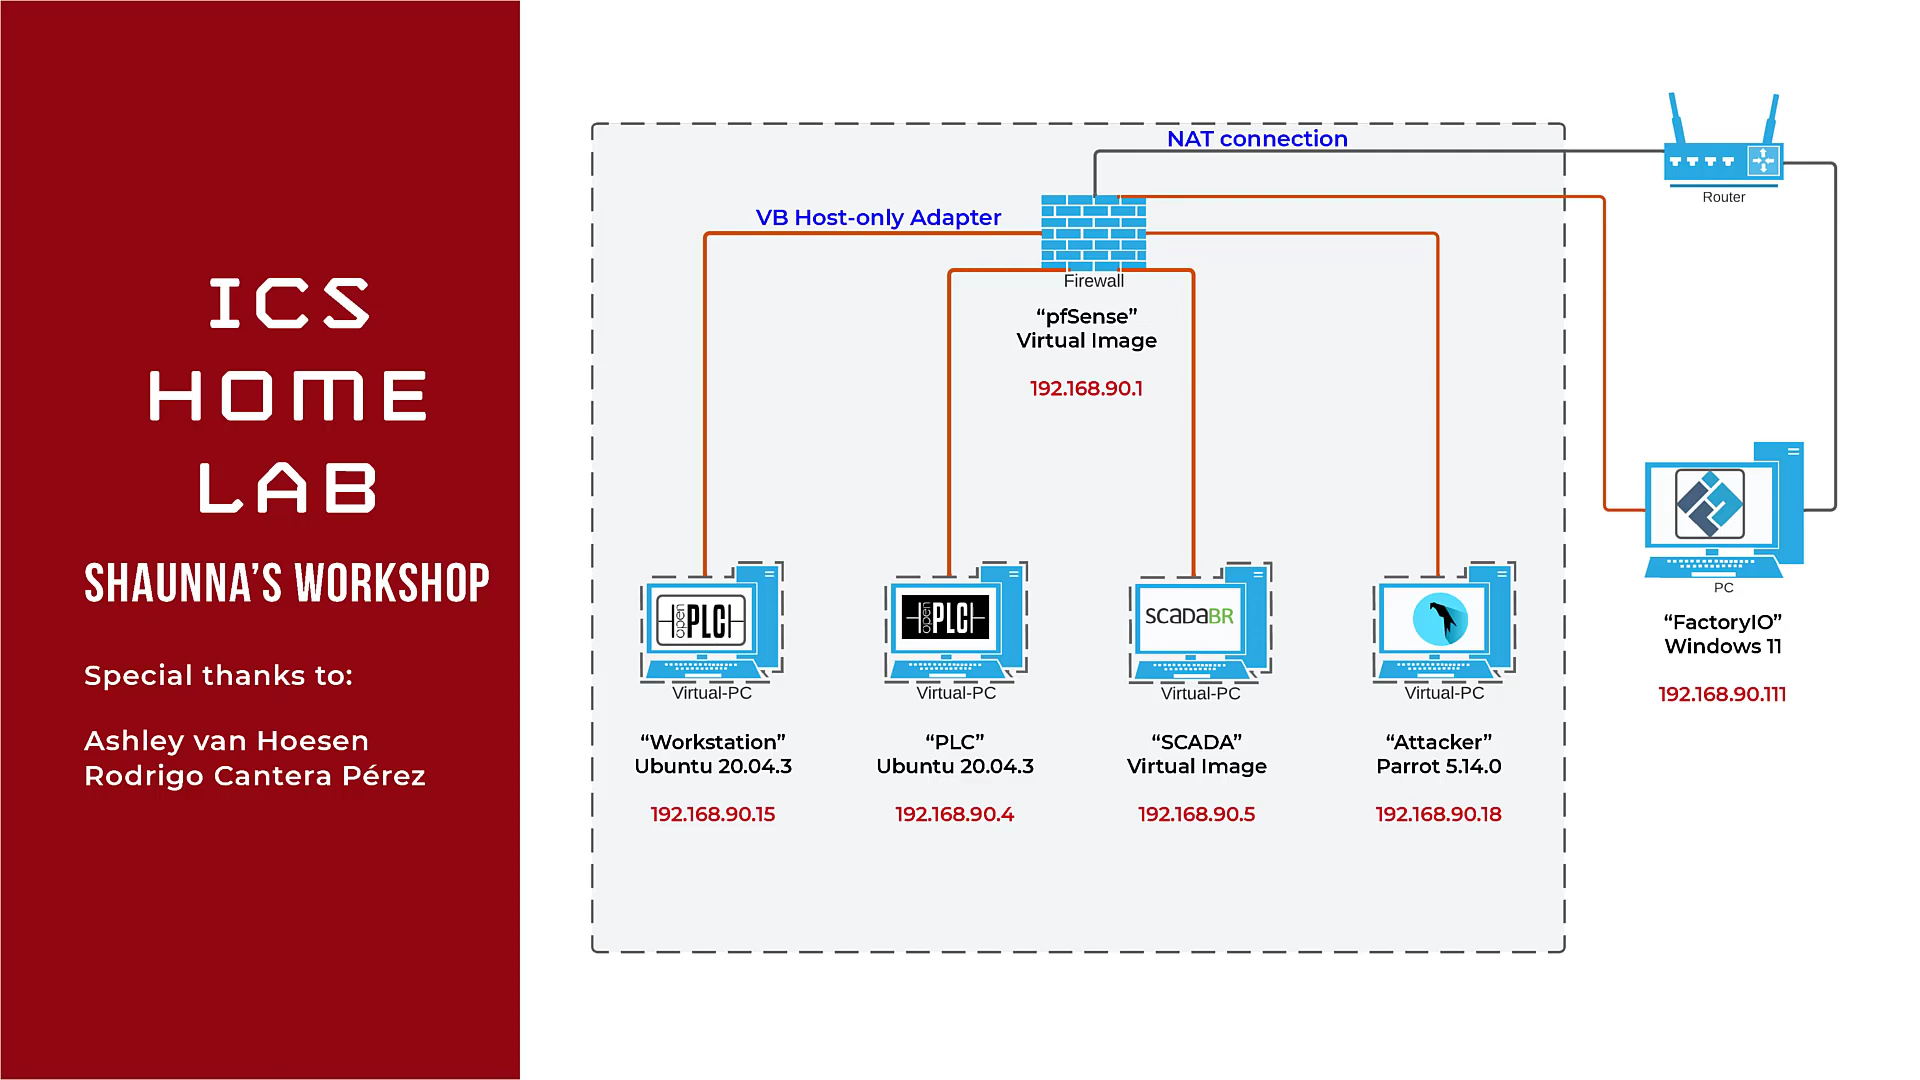 ICS
HOME
LAB
SHAUNNA’S WORKSHOP
Special thanks to:
Ashley van Hoesen
Rodrigo Cantera Pérez
NAT connection
VB Host-only Adapter
Router
Firewall
“pfSense”
Virtual Image
192.168.90.1
PC
“FactoryIO”
Windows 11
192.168.90.111
open PLC
Virtual-PC
“Workstation”
Ubuntu 20.04.3
192.168.90.15
open PLC
Virtual-PC
“PLC”
Ubuntu 20.04.3
192.168.90.4
SCADABR
Virtual-PC
“SCADA”
Virtual Image
192.168.90.5
Virtual-PC
“Attacker”
Parrot 5.14.0
192.168.90.18